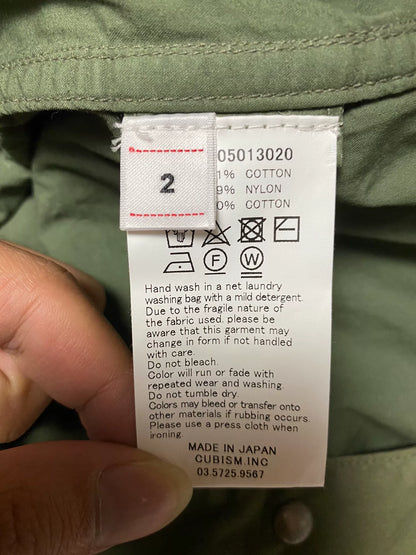 05013020
2
1% COTTON
9% NYLON
0% COTTON
F W
Hand wash in a net laundry
washing bag with a mild detergent.
Due to the fragile nature of
the fabric used. please be
aware that this garment may
change in form if not handled
with care.
Do not bleach.
Color will run or fade with
repeated wear and washing.
Do not tumble dry.
Colors may bleed or transfer onto
other materials if rubbing occurs.
Please use a press cloth when
ironing.
MADE IN JAPAN
CUBISM.INC
03.5725.9567